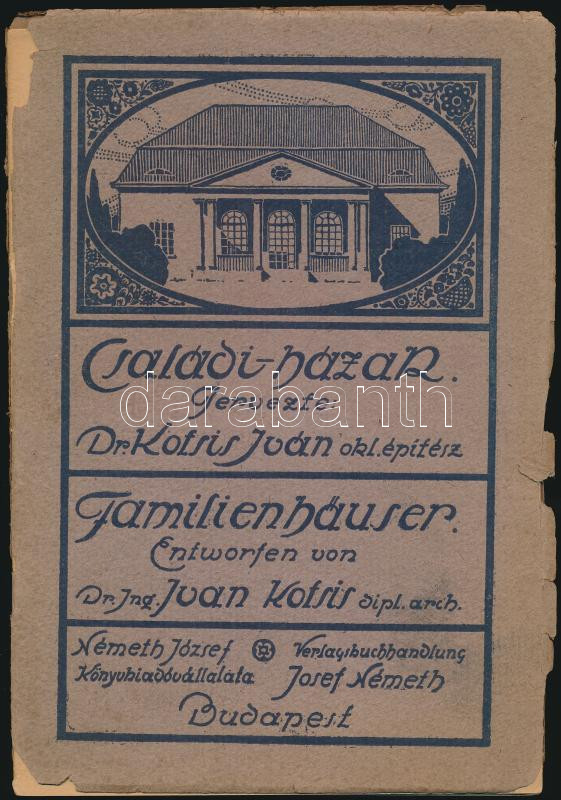 Családi-házak.
Tervezte:
Dr. Kotsis Iván okl. építész
Familienhäuser.
Entworfen von
Dr. Ing. Ivan Kotsis dipl. arch.
Németh József
Könyvkiadóvállalata
Verlagsbuchhandlung
Josef Németh
Budapest
darabanth